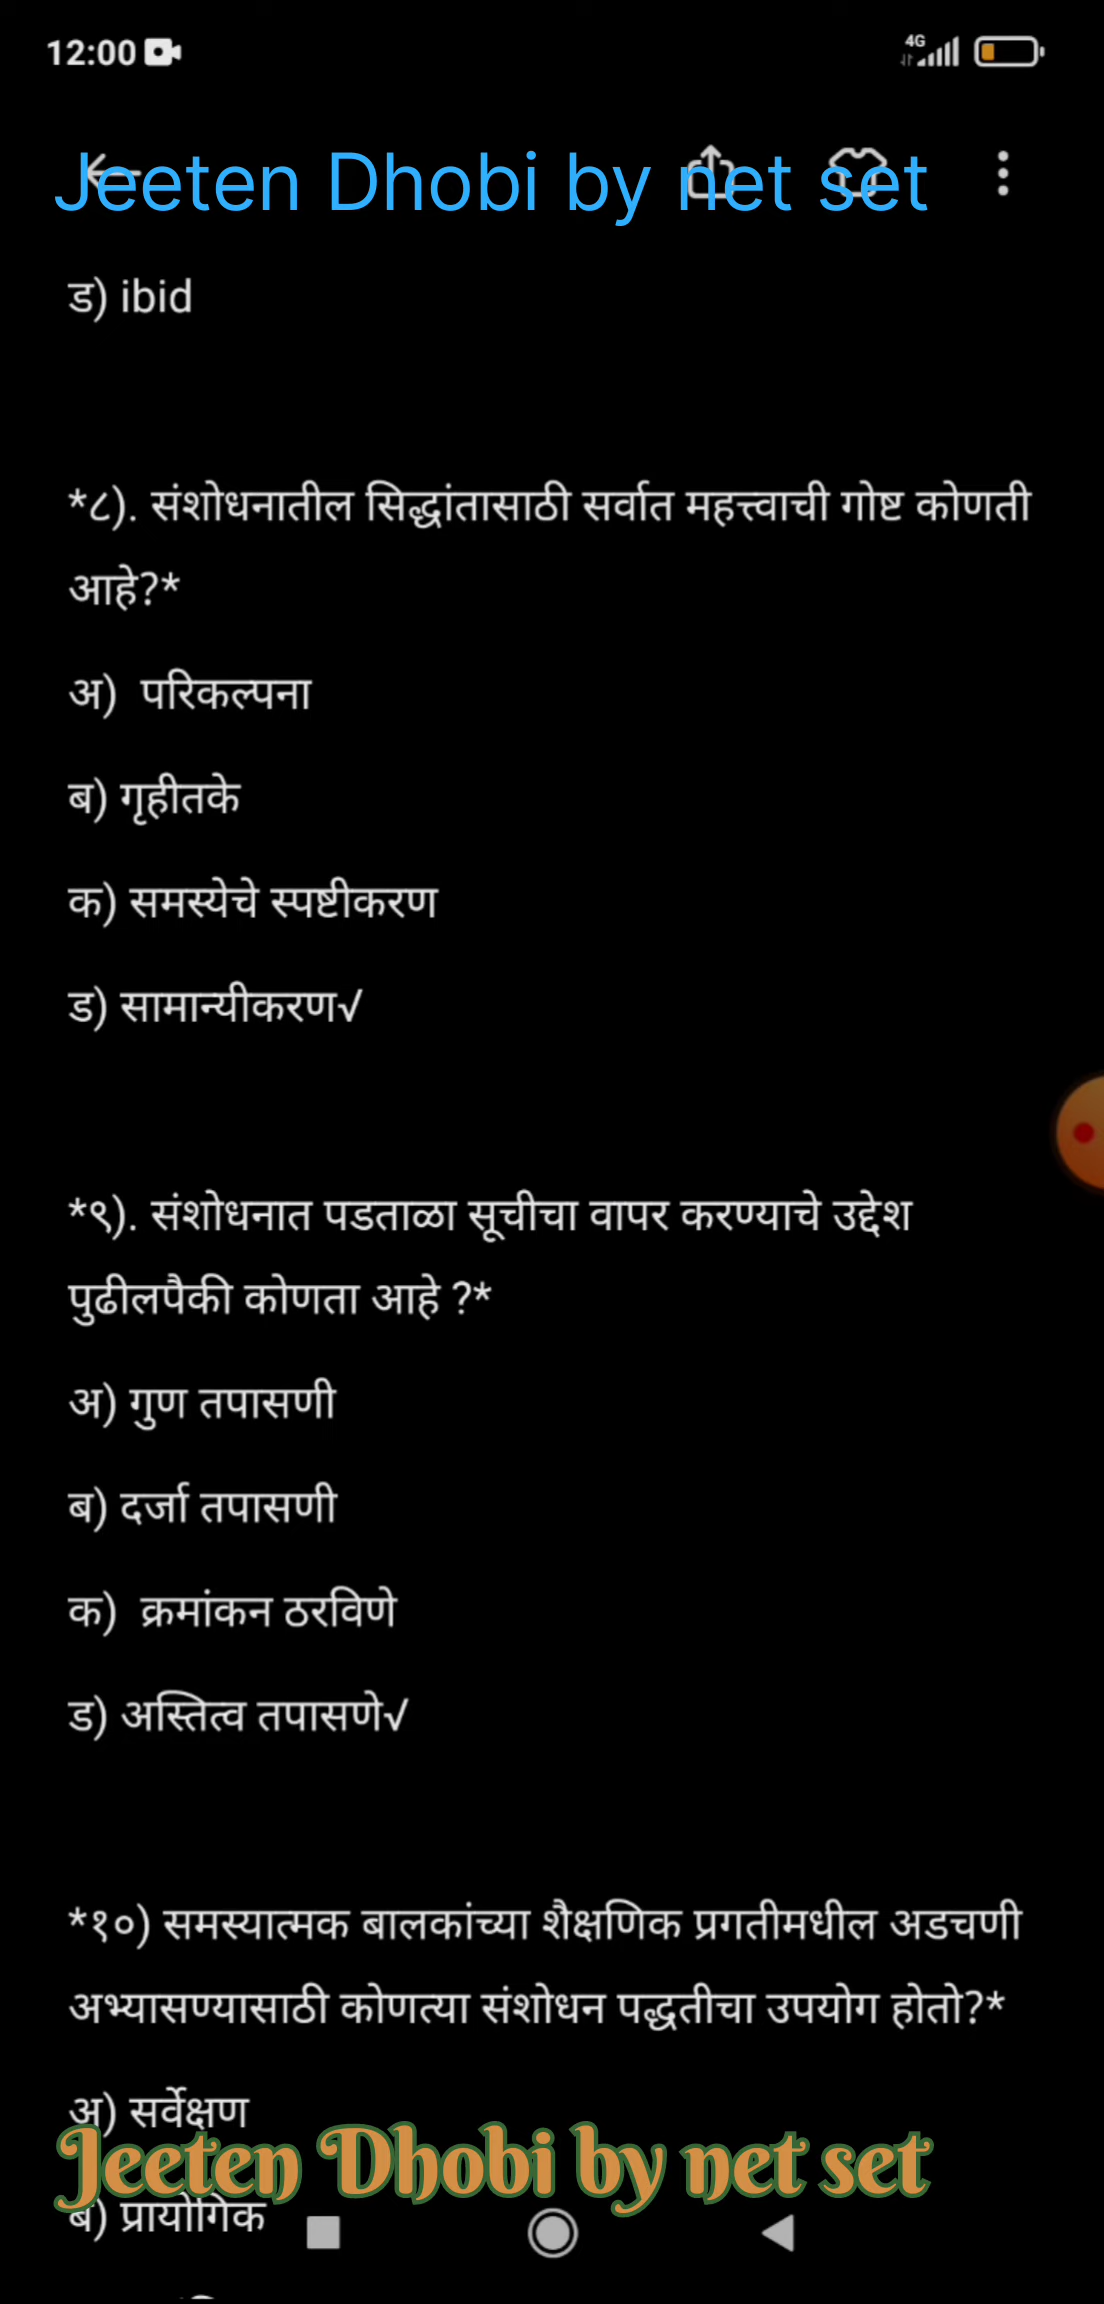 12:00
4G
Jeeten Dhobi by net set
ड) ibid
*८). संशोधनातील सिद्धांतासाठी सर्वात महत्त्वाची गोष्ट कोणती
आहे?*
अ) परिकल्पना
ब) गृहीतके
क) समस्येचे स्पष्टीकरण
ड) सामान्यीकरण√
*९). संशोधनात पडताळा सूचीचा वापर करण्याचे उद्देश
पुढीलपैकी कोणता आहे ?*
अ) गुण तपासणी
ब) दर्जा तपासणी
क) क्रमांकन ठरविणे
ड) अस्तित्व तपासणे√
*१०) समस्यात्मक बालकांच्या शैक्षणिक प्रगतीमधील अडचणी
अभ्यासण्यासाठी कोणत्या संशोधन पद्धतीचा उपयोग होतो?*
अ) सर्वेक्षण
Jeeten Dhobi by net set
ब) प्रायोगिक